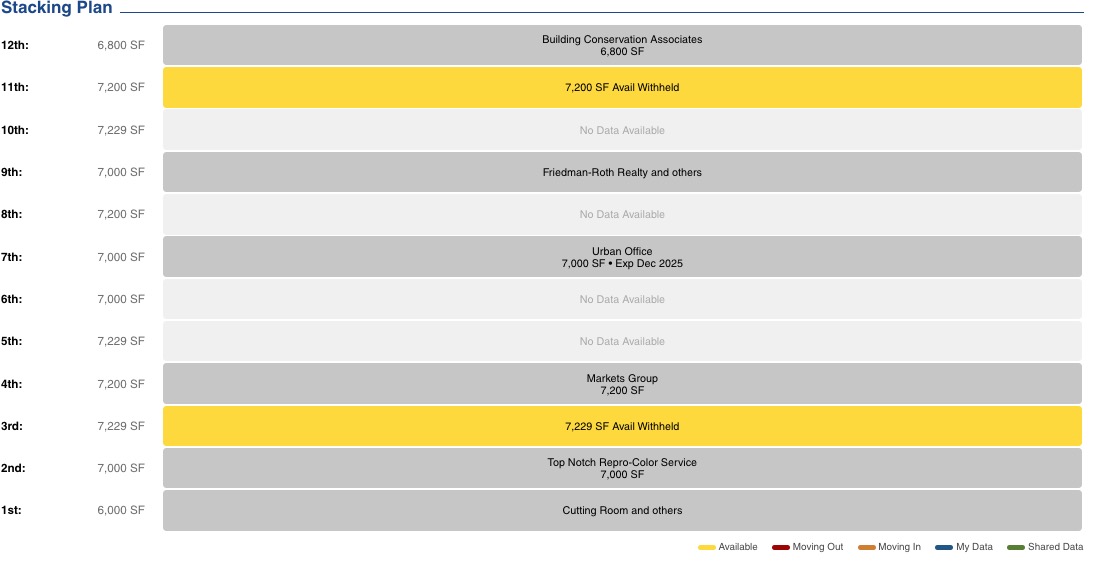 Stacking Plan
12th: 6,800 SF Building Conservation Associates
6,800 SF
11th: 7,200 SF 7,200 SF Avail Withheld
10th: 7,229 SF No Data Available
9th: 7,000 SF Friedman-Roth Realty and others
8th: 7,200 SF No Data Available
7th: 7,000 SF Urban Office
7,000 SF • Exp Dec 2025
6th: 7,000 SF No Data Available
5th: 7,229 SF No Data Available
4th: 7,200 SF Markets Group
7,200 SF
3rd: 7,229 SF 7,229 SF Avail Withheld
2nd: 7,000 SF Top Notch Repro-Color Service
7,000 SF
1st: 6,000 SF Cutting Room and others
Available Moving Out Moving In My Data Shared Data